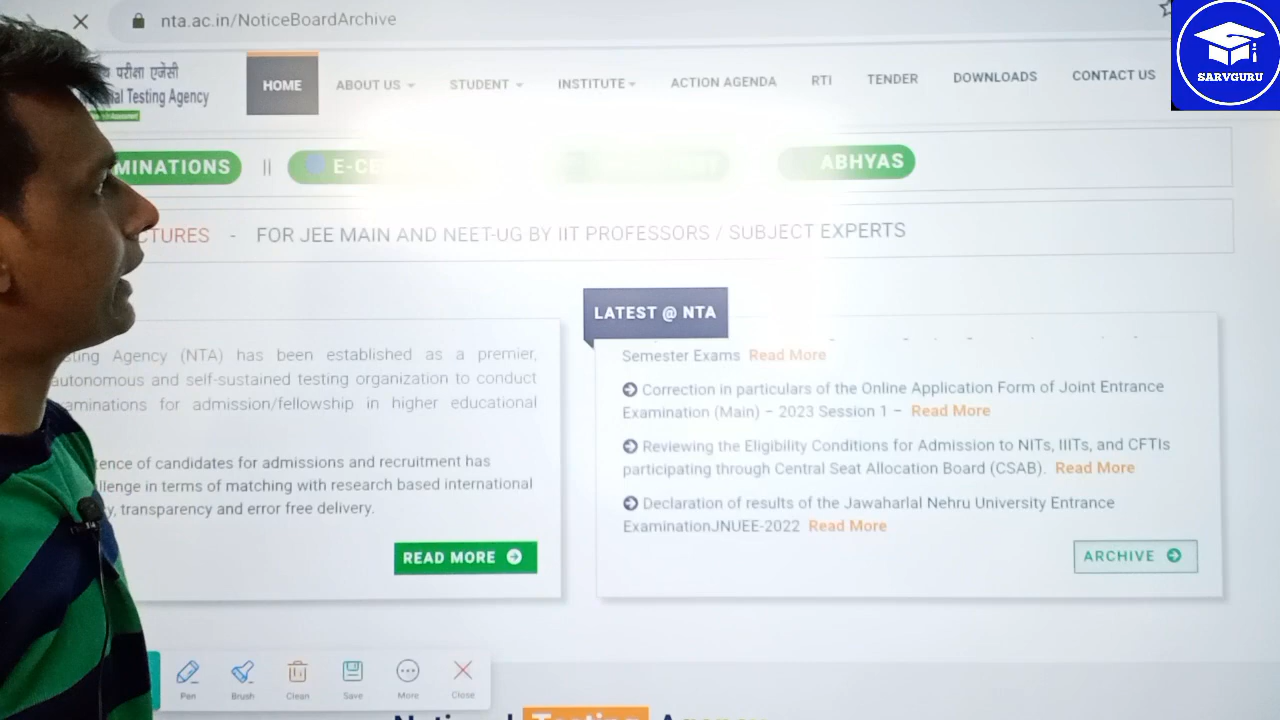 nta.ac.in/NoticeBoardArchive
SARVGURU
परीक्षा एजेंसी
Testing Agency
HOME
ABOUT US
STUDENT
INSTITUTE
ACTION AGENDA
RTI
TENDER
DOWNLOADS
CONTACT US
MINATIONS || E-CE ABHYAS
CTURES - FOR JEE MAIN AND NEET-UG BY IIT PROFESSORS / SUBJECT EXPERTS
sting Agency (NTA) has been established as a premier,
autonomous and self-sustained testing organization to conduct
aminations for admission/fellowship in higher educational
tence of candidates for admissions and recruitment has
llenge in terms of matching with research based international
y, transparency and error free delivery.
READ MORE
LATEST @ NTA
Semester Exams Read More
Correction in particulars of the Online Application Form of Joint Entrance
Examination (Main) – 2023 Session 1 – Read More
Reviewing the Eligibility Conditions for Admission to NITs, IIITs, and CFTIs
participating through Central Seat Allocation Board (CSAB). Read More
Declaration of results of the Jawaharlal Nehru University Entrance
ExaminationJNUEE-2022 Read More
ARCHIVE
Pen
Brush
Clean
Save
More
Close
National Testing Agency